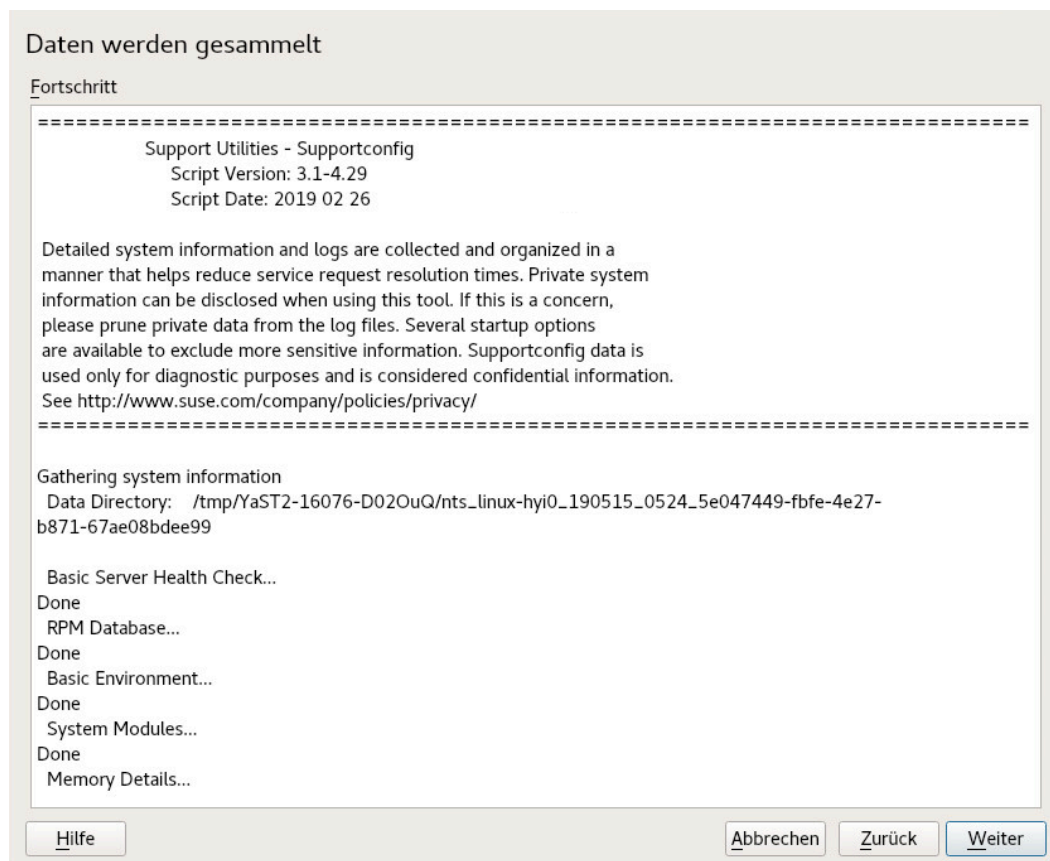 Daten werden gesammelt
Fortschritt
=============================================================================
Support Utilities - Supportconfig
Script Version: 3.1-4.29
Script Date: 2019 02 26
Detailed system information and logs are collected and organized in a
manner that helps reduce service request resolution times. Private system
information can be disclosed when using this tool. If this is a concern,
please prune private data from the log files. Several startup options
are available to exclude more sensitive information. Supportconfig data is
used only for diagnostic purposes and is considered confidential information.
See http://www.suse.com/company/policies/privacy/
=============================================================================
Gathering system information
Data Directory: /tmp/YaST2-16076-D02OuQ/nts_linux-hyi0_190515_0524_5e047449-fbfe-4e27-
b871-67ae08bdee99
Basic Server Health Check...
Done
RPM Database...
Done
Basic Environment...
Done
System Modules...
Done
Memory Details...
Hilfe
Abbrechen
Zurück
Weiter